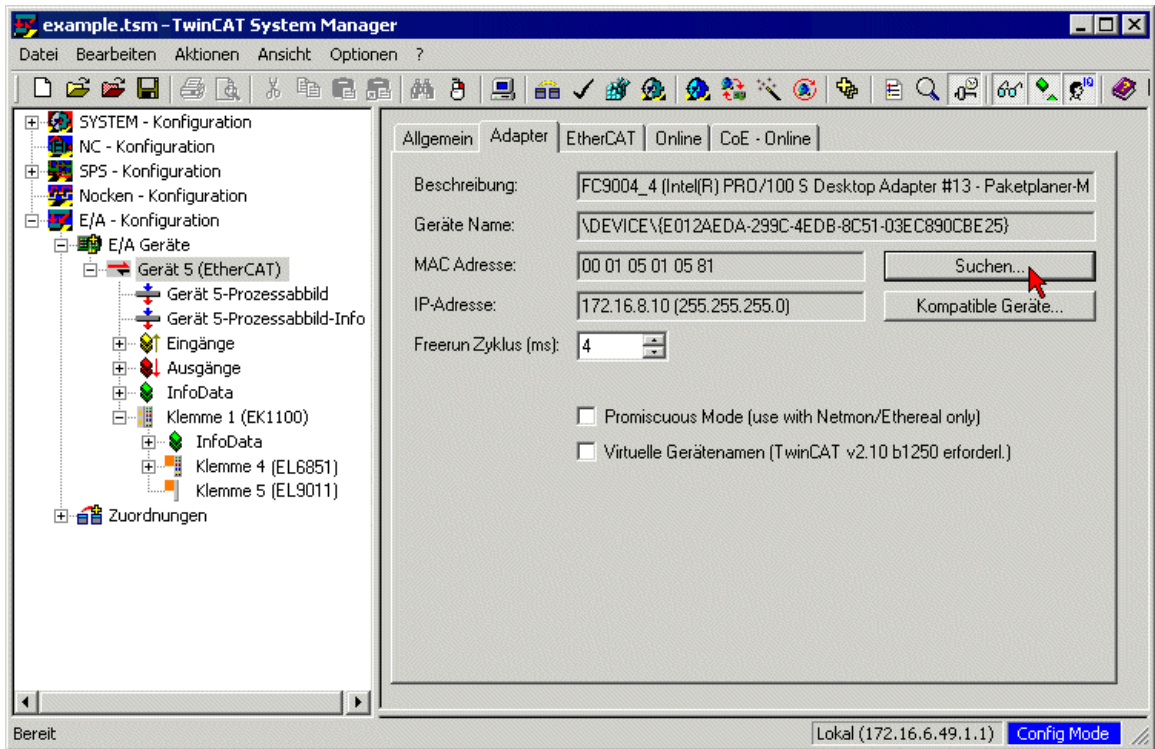 example.tsm - TwinCAT System Manager
Datei Bearbeiten Aktionen Ansicht Optionen ?
SYSTEM - Konfiguration
NC - Konfiguration
SPS - Konfiguration
Nocken - Konfiguration
E/A - Konfiguration
E/A Geräte
Gerät 5 (EtherCAT)
Gerät 5-Prozessabbild
Gerät 5-Prozessabbild-Info
Eingänge
Ausgänge
InfoData
Klemme 1 (EK1100)
InfoData
Klemme 4 (EL6851)
Klemme 5 (EL9011)
Zuordnungen
Allgemein Adapter EtherCAT Online CoE - Online
Beschreibung: FC9004_4 (Intel(R) PRO/100 S Desktop Adapter #13 - Paketplaner-M
Geräte Name: \DEVICE\{E012AEDA-299C-4EDB-8C51-03EC890CBE25}
MAC Adresse: 00 01 05 01 05 81 Suchen...
IP-Adresse: 172.16.8.10 (255.255.255.0) Kompatible Geräte...
Freerun Zyklus (ms): 4
Promiscuous Mode (use with Netmon/Ethereal only)
Virtuelle Gerätenamen (TwinCAT v2.10 b1250 erforderl.)
Bereit Lokal (172.16.6.49.1.1) Config Mode